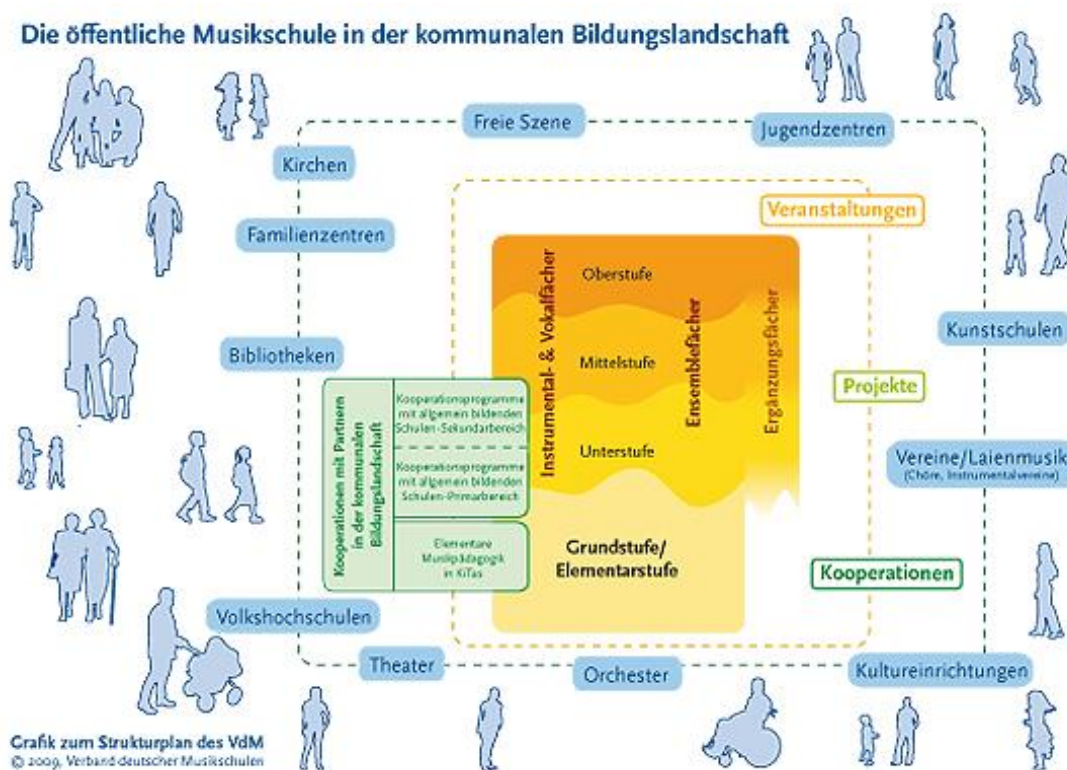 Die öffentliche Musikschule in der kommunalen Bildungslandschaft
Freie Szene
Jugendzentren
Kirchen
Veranstaltungen
Familienzentren
Oberstufe
Instrumental- & Vokalfächer
Ensemblefächer
Ergänzungsfächer
Kunstschulen
Bibliotheken
Mittelstufe
Projekte
Kooperationen mit Partnern
in der kommunalen
Bildungslandschaft
Kooperationsprogramme
mit allgemein bildenden
Schulen-Sekundarbereich
Unterstufe
Vereine/Laienmusik
(Chöre, Instrumentalvereine)
Kooperationsprogramme
mit allgemein bildenden
Schulen-Primarbereich
Elementare
Musikpädagogik
in KiTas
Grundstufe/
Elementarstufe
Kooperationen
Volkshochschulen
Theater
Orchester
Kultureinrichtungen
Grafik zum Strukturplan des VdM
© 2009, Verband deutscher Musikschulen